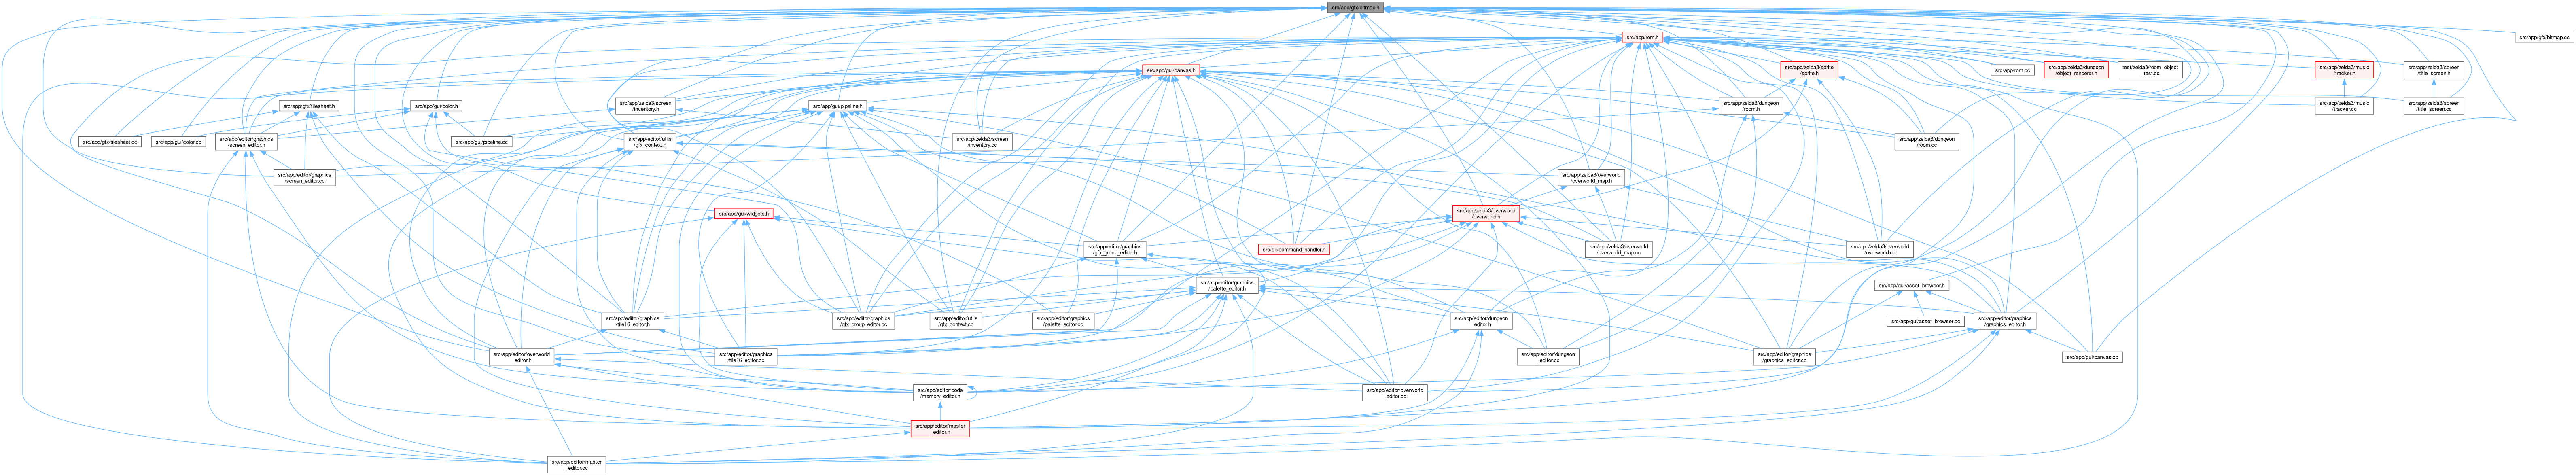 src/app/gfx/bitmap.h
src/app/rom.h
src/app/gfx/bitmap.cc
src/app/gui/canvas.h
src/app/zelda3/sprite
/sprite.h
src/app/rom.cc
src/app/zelda3/dungeon
/object_renderer.h
test/zelda3/room_object
_test.cc
src/app/zelda3/music
/tracker.h
src/app/zelda3/screen
/title_screen.h
src/app/gfx/tilesheet.h
src/app/gui/color.h
src/app/zelda3/screen
/inventory.h
src/app/gui/pipeline.h
src/app/zelda3/dungeon
/room.h
src/app/zelda3/music
/tracker.cc
src/app/zelda3/screen
/title_screen.cc
src/app/gfx/tilesheet.cc
src/app/gui/color.cc
src/app/editor/graphics
/screen_editor.h
src/app/gui/pipeline.cc
src/app/editor/utils
/gfx_context.h
src/app/zelda3/screen
/inventory.cc
src/app/zelda3/dungeon
/room.cc
src/app/editor/graphics
/screen_editor.cc
src/app/zelda3/overworld
/overworld_map.h
src/app/gui/widgets.h
src/app/zelda3/overworld
/overworld.h
src/app/editor/graphics
/gfx_group_editor.h
src/cli/command_handler.h
src/app/zelda3/overworld
/overworld_map.cc
src/app/zelda3/overworld
/overworld.cc
src/app/editor/graphics
/palette_editor.h
src/app/gui/asset_browser.h
src/app/editor/graphics
/tile16_editor.h
src/app/editor/graphics
/gfx_group_editor.cc
src/app/editor/utils
/gfx_context.cc
src/app/editor/graphics
/palette_editor.cc
src/app/editor/dungeon
_editor.h
src/app/gui/asset_browser.cc
src/app/editor/graphics
/graphics_editor.h
src/app/editor/overworld
_editor.h
src/app/editor/graphics
/tile16_editor.cc
src/app/editor/dungeon
_editor.cc
src/app/editor/graphics
/graphics_editor.cc
src/app/gui/canvas.cc
src/app/editor/code
/memory_editor.h
src/app/editor/overworld
_editor.cc
src/app/editor/master
_editor.h
src/app/editor/master
_editor.cc